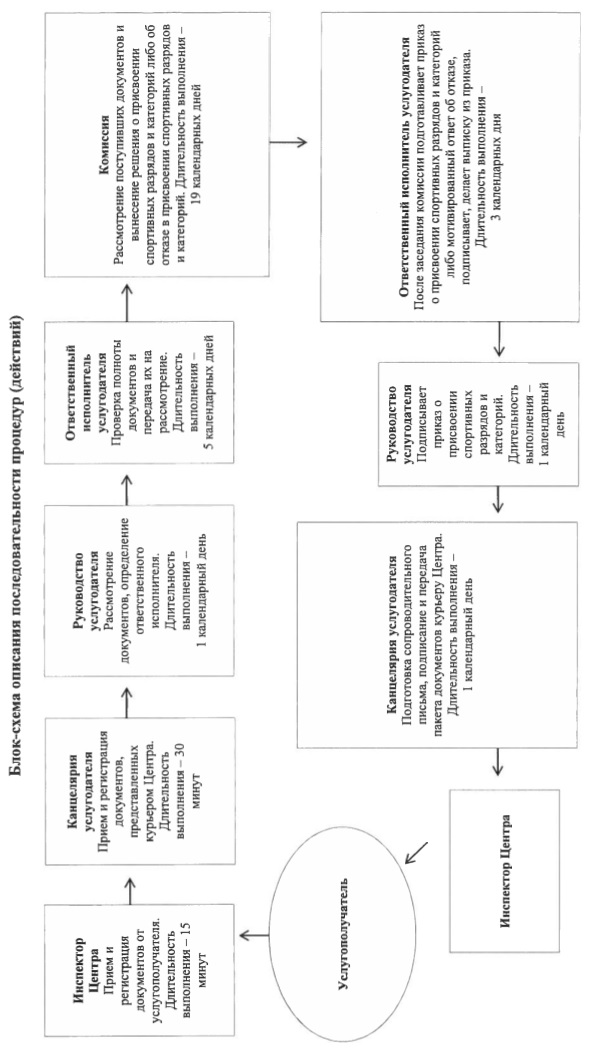 Блок-схема описания последовательности процедур (действий)
Инспектор
Центра
Прием и
регистрация
документов от
услугополучателя.
Длительность
выполнения – 15
минут
Канцелярия
услугодателя
Прием и регистрация
документов,
представленных
курьером Центра.
Длительность
выполнения – 30
минут
Руководство
услугодателя
Рассмотрение
документов, определение
ответственного
исполнителя.
Длительность
выполнения –
1 календарный день
Ответственный
исполнитель
услугодателя
Проверка полноты
документов и
передача их на
рассмотрение.
Длительность
выполнения –
5 календарных дней
Комиссия
Рассмотрение поступивших документов и
вынесение решения о присвоении
спортивных разрядов и категорий либо об
отказе в присвоении спортивных разрядов
и категорий. Длительность выполнения –
19 календарных дней
Ответственный исполнитель услугодателя
После заседания комиссии подготавливает приказ
о присвоении спортивных разрядов и категорий
либо мотивированный ответ об отказе,
подписывает, делает выписку из приказа.
Длительность выполнения –
3 календарных дня
Руководство
услугодателя
Подписывает
приказ о
присвоении
спортивных
разрядов и
категорий.
Длительность
выполнения –
1 календарный
день
Канцелярия услугодателя
Подготовка сопроводительного
письма, подписание и передача
пакета документов курьеру Центра.
Длительность выполнения –
1 календарный день
Инспектор Центра
Услугополучатель